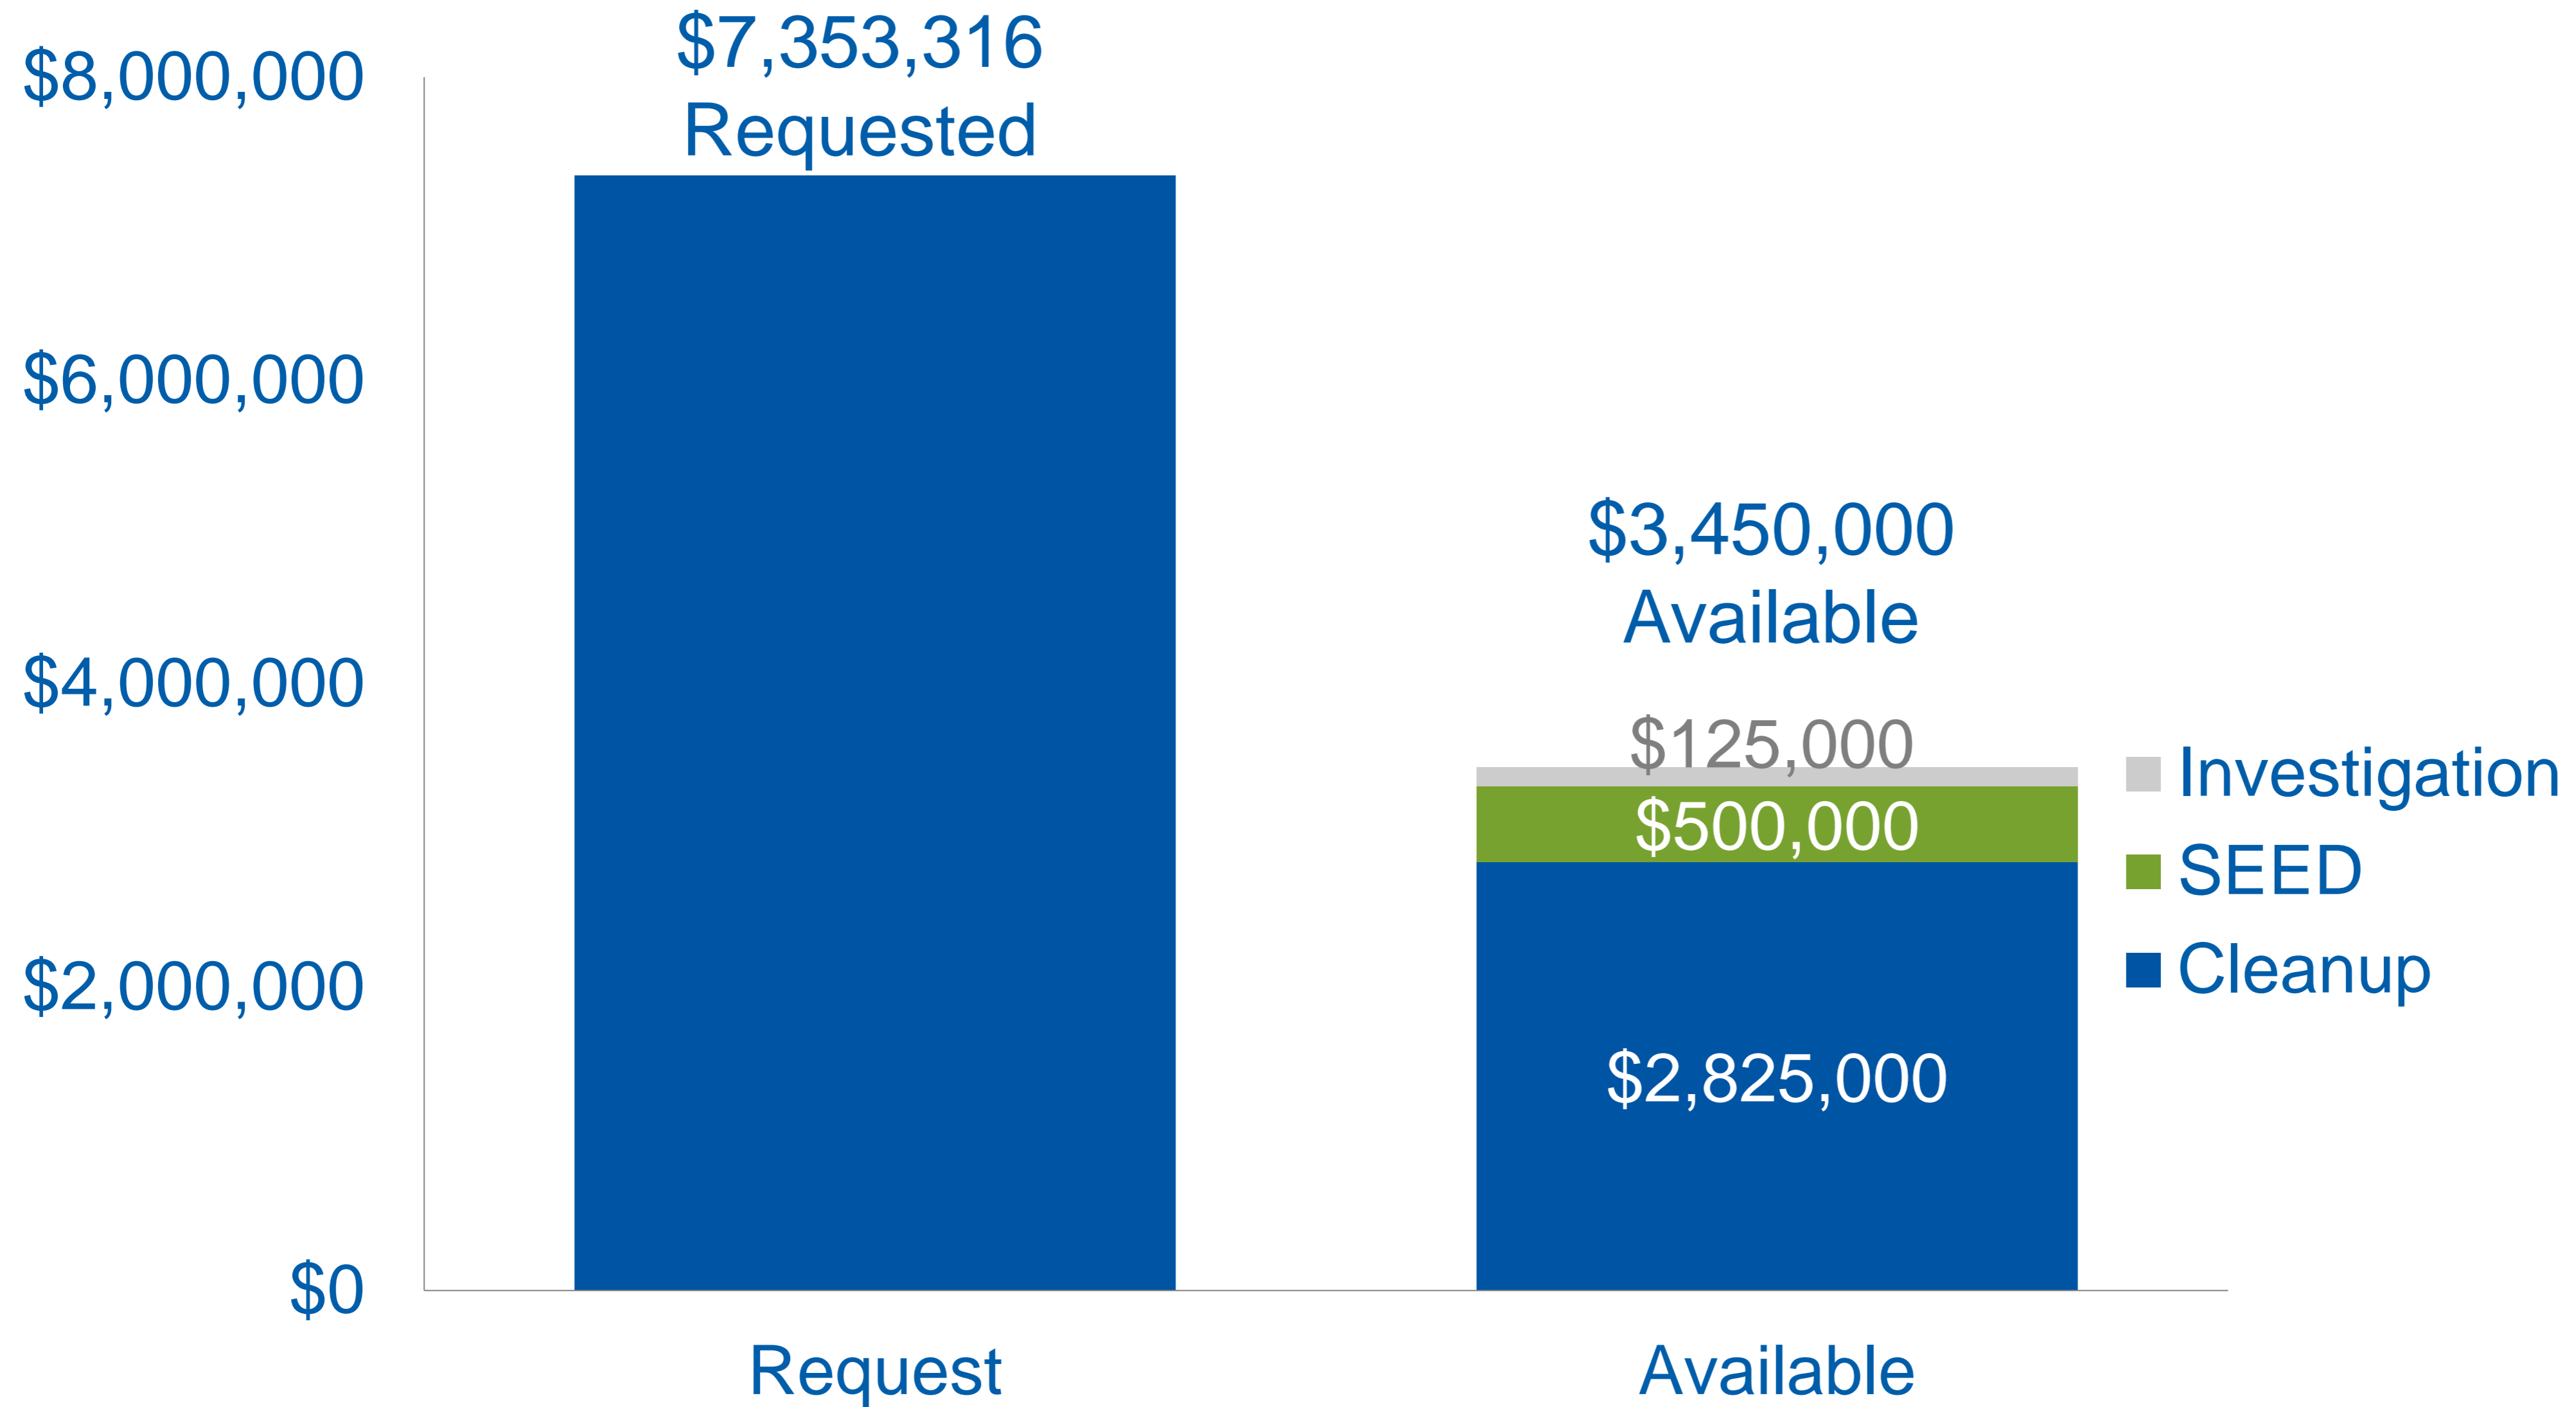 $7,353,316
Requested
$8,000,000
$6,000,000
$4,000,000
$2,000,000
$0
$3,450,000
Available
$125,000
$500,000
$2,825,000
Investigation
SEED
Cleanup
Request
Available